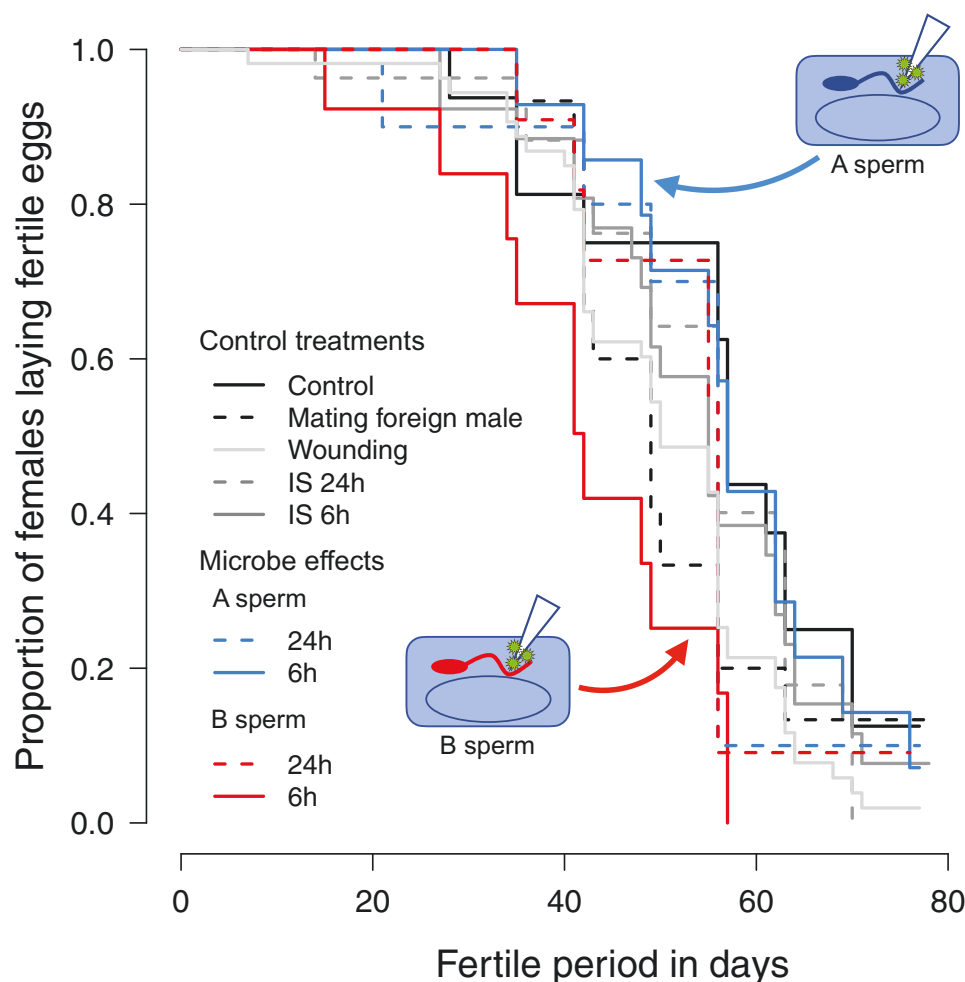 Proportion of females laying fertile eggs
1.0
0.8
0.6
0.4
0.2
0.0
A sperm
Control treatments
Control
Mating foreign male
Wounding
IS 24h
IS 6h
Microbe effects
A sperm
24h
6h
B sperm
24h
6h
B sperm
0 20 40 60 80
Fertile period in days